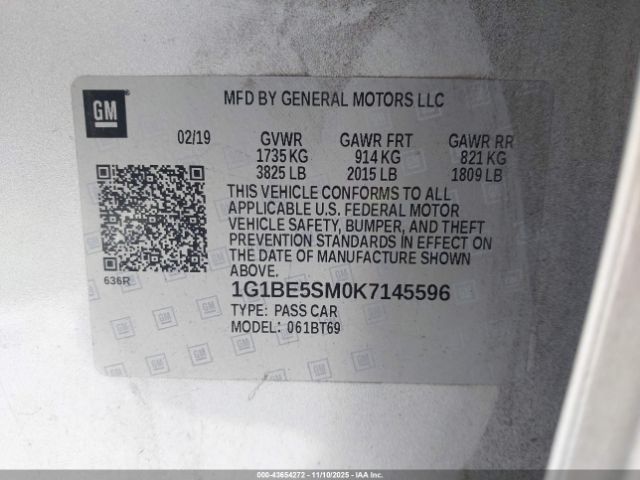 GM
MFD BY GENERAL MOTORS LLC
02/19 GVWR GAWR FRT GAWR RR
1735 KG 914 KG 821 KG
3825 LB 2015 LB 1809 LB
THIS VEHICLE CONFORMS TO ALL
APPLICABLE U.S. FEDERAL MOTOR
VEHICLE SAFETY, BUMPER, AND THEFT
PREVENTION STANDARDS IN EFFECT ON
THE DATE OF MANUFACTURE SHOWN
ABOVE.
636R
1G1BE5SM0K7145596
TYPE: PASS CAR
MODEL: 061BT69
000-43654272 - 11/10/2025 - IAAI.COM